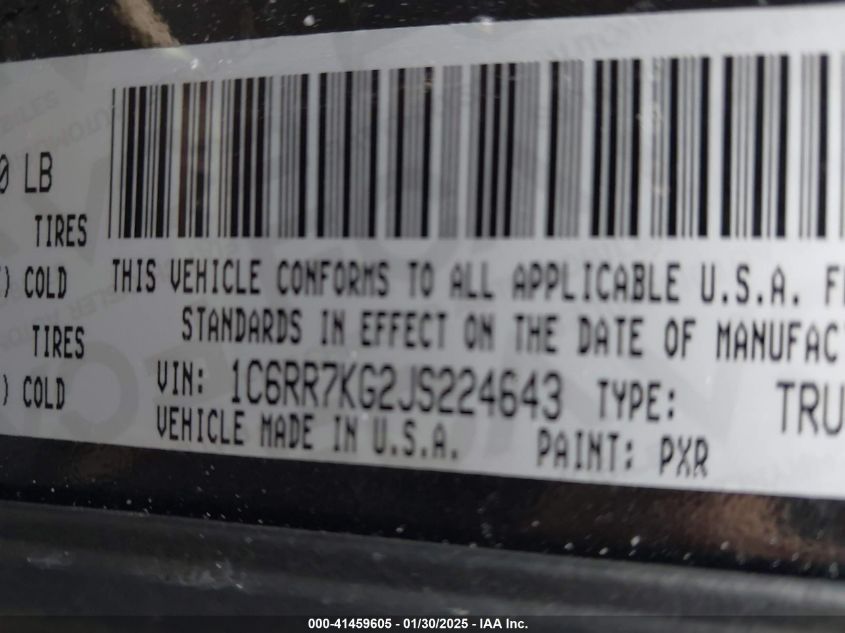 0 LB
TIRES
) COLD
TIRES
) COLD
THIS VEHICLE CONFORMS TO ALL APPLICABLE U.S.A. F
STANDARDS IN EFFECT ON THE DATE OF MANUFAC
VIN: 1C6RR7KG2JS224643 TYPE: TRU
VEHICLE MADE IN U.S.A. PAINT: PXR
000-41459605 - 01/30/2025 - IAA Inc.